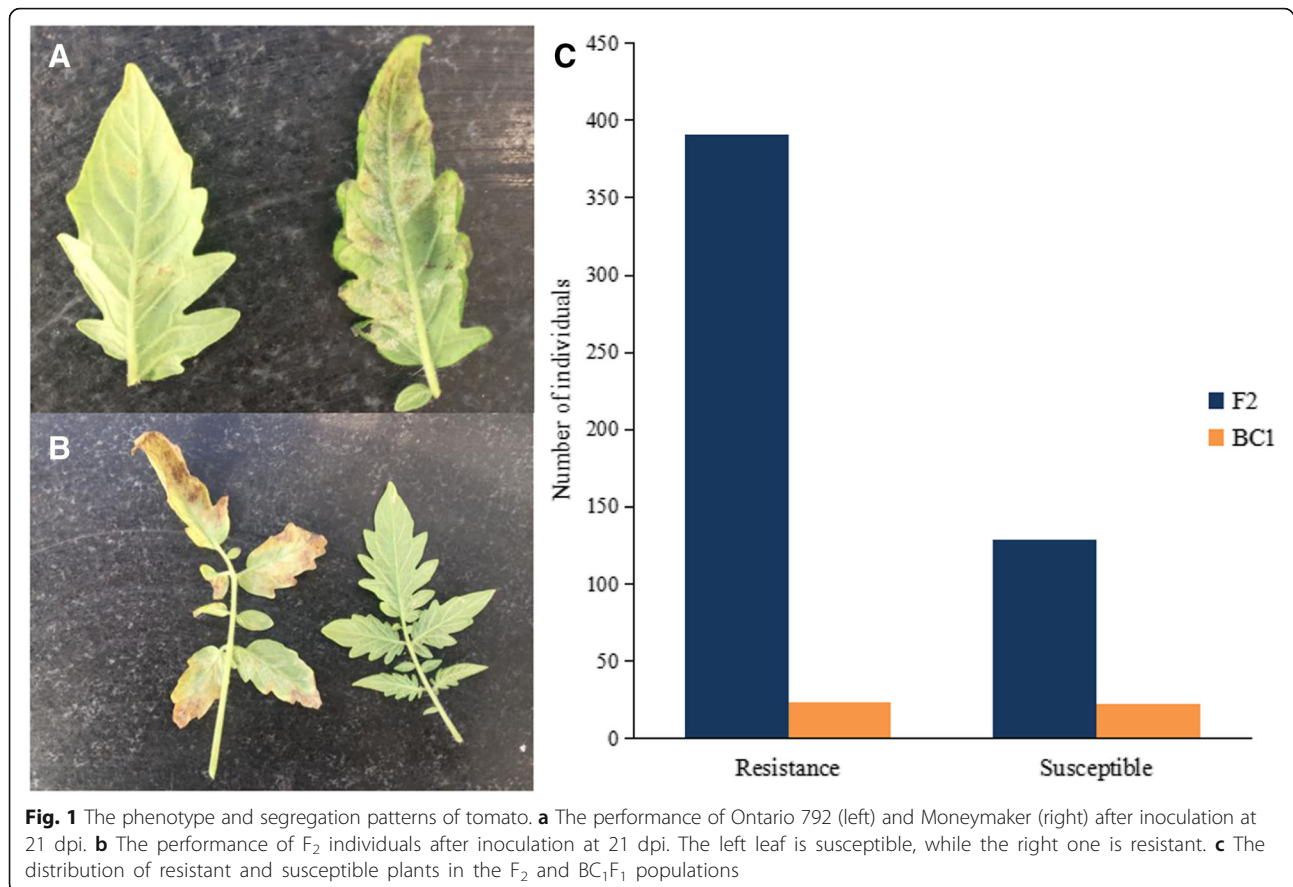 A
B
C
450
400
350
300
250
200
150
100
50
0
Number of individuals
Resistance
Susceptible
F2
BC1
Fig. 1 The phenotype and segregation patterns of tomato. a The performance of Ontario 792 (left) and Moneymaker (right) after inoculation at
21 dpi. b The performance of F₂ individuals after inoculation at 21 dpi. The left leaf is susceptible, while the right one is resistant. c The
distribution of resistant and susceptible plants in the F₂ and BC₁F₁ populations